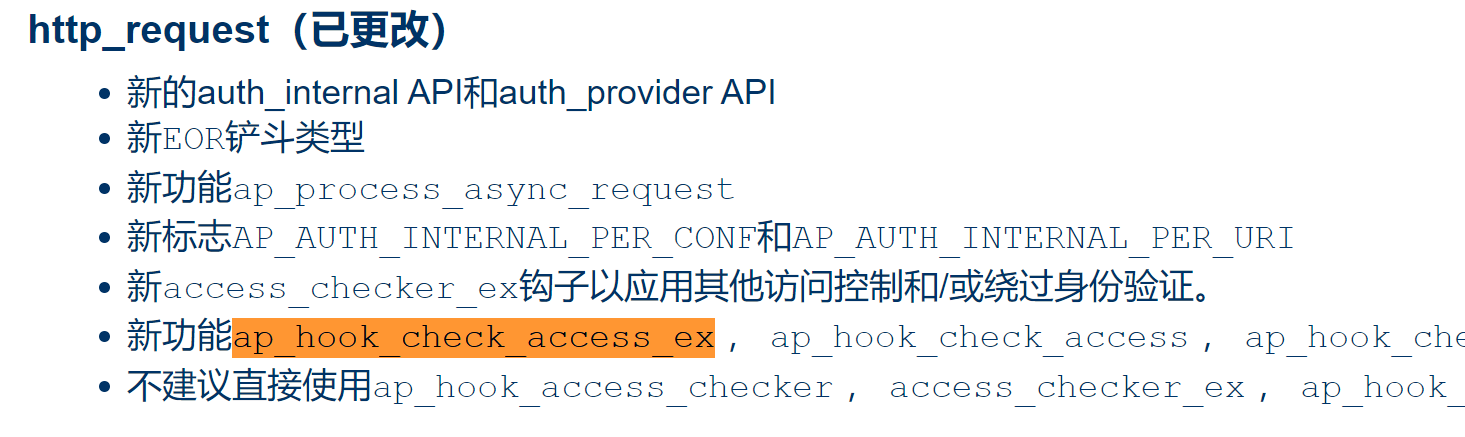 http_request（已更改）
新的auth_internal API和auth_provider API
新EOR铲斗类型
新功能ap_process_async_request
新标志AP_AUTH_INTERNAL_PER_CONF和AP_AUTH_INTERNAL_PER_URI
新access_checker_ex钩子以应用其他访问控制和/或绕过身份验证。
新功能ap_hook_check_access_ex，ap_hook_check_access，ap_hook_che
不建议直接使用ap_hook_access_checker，access_checker_ex，ap_hook_